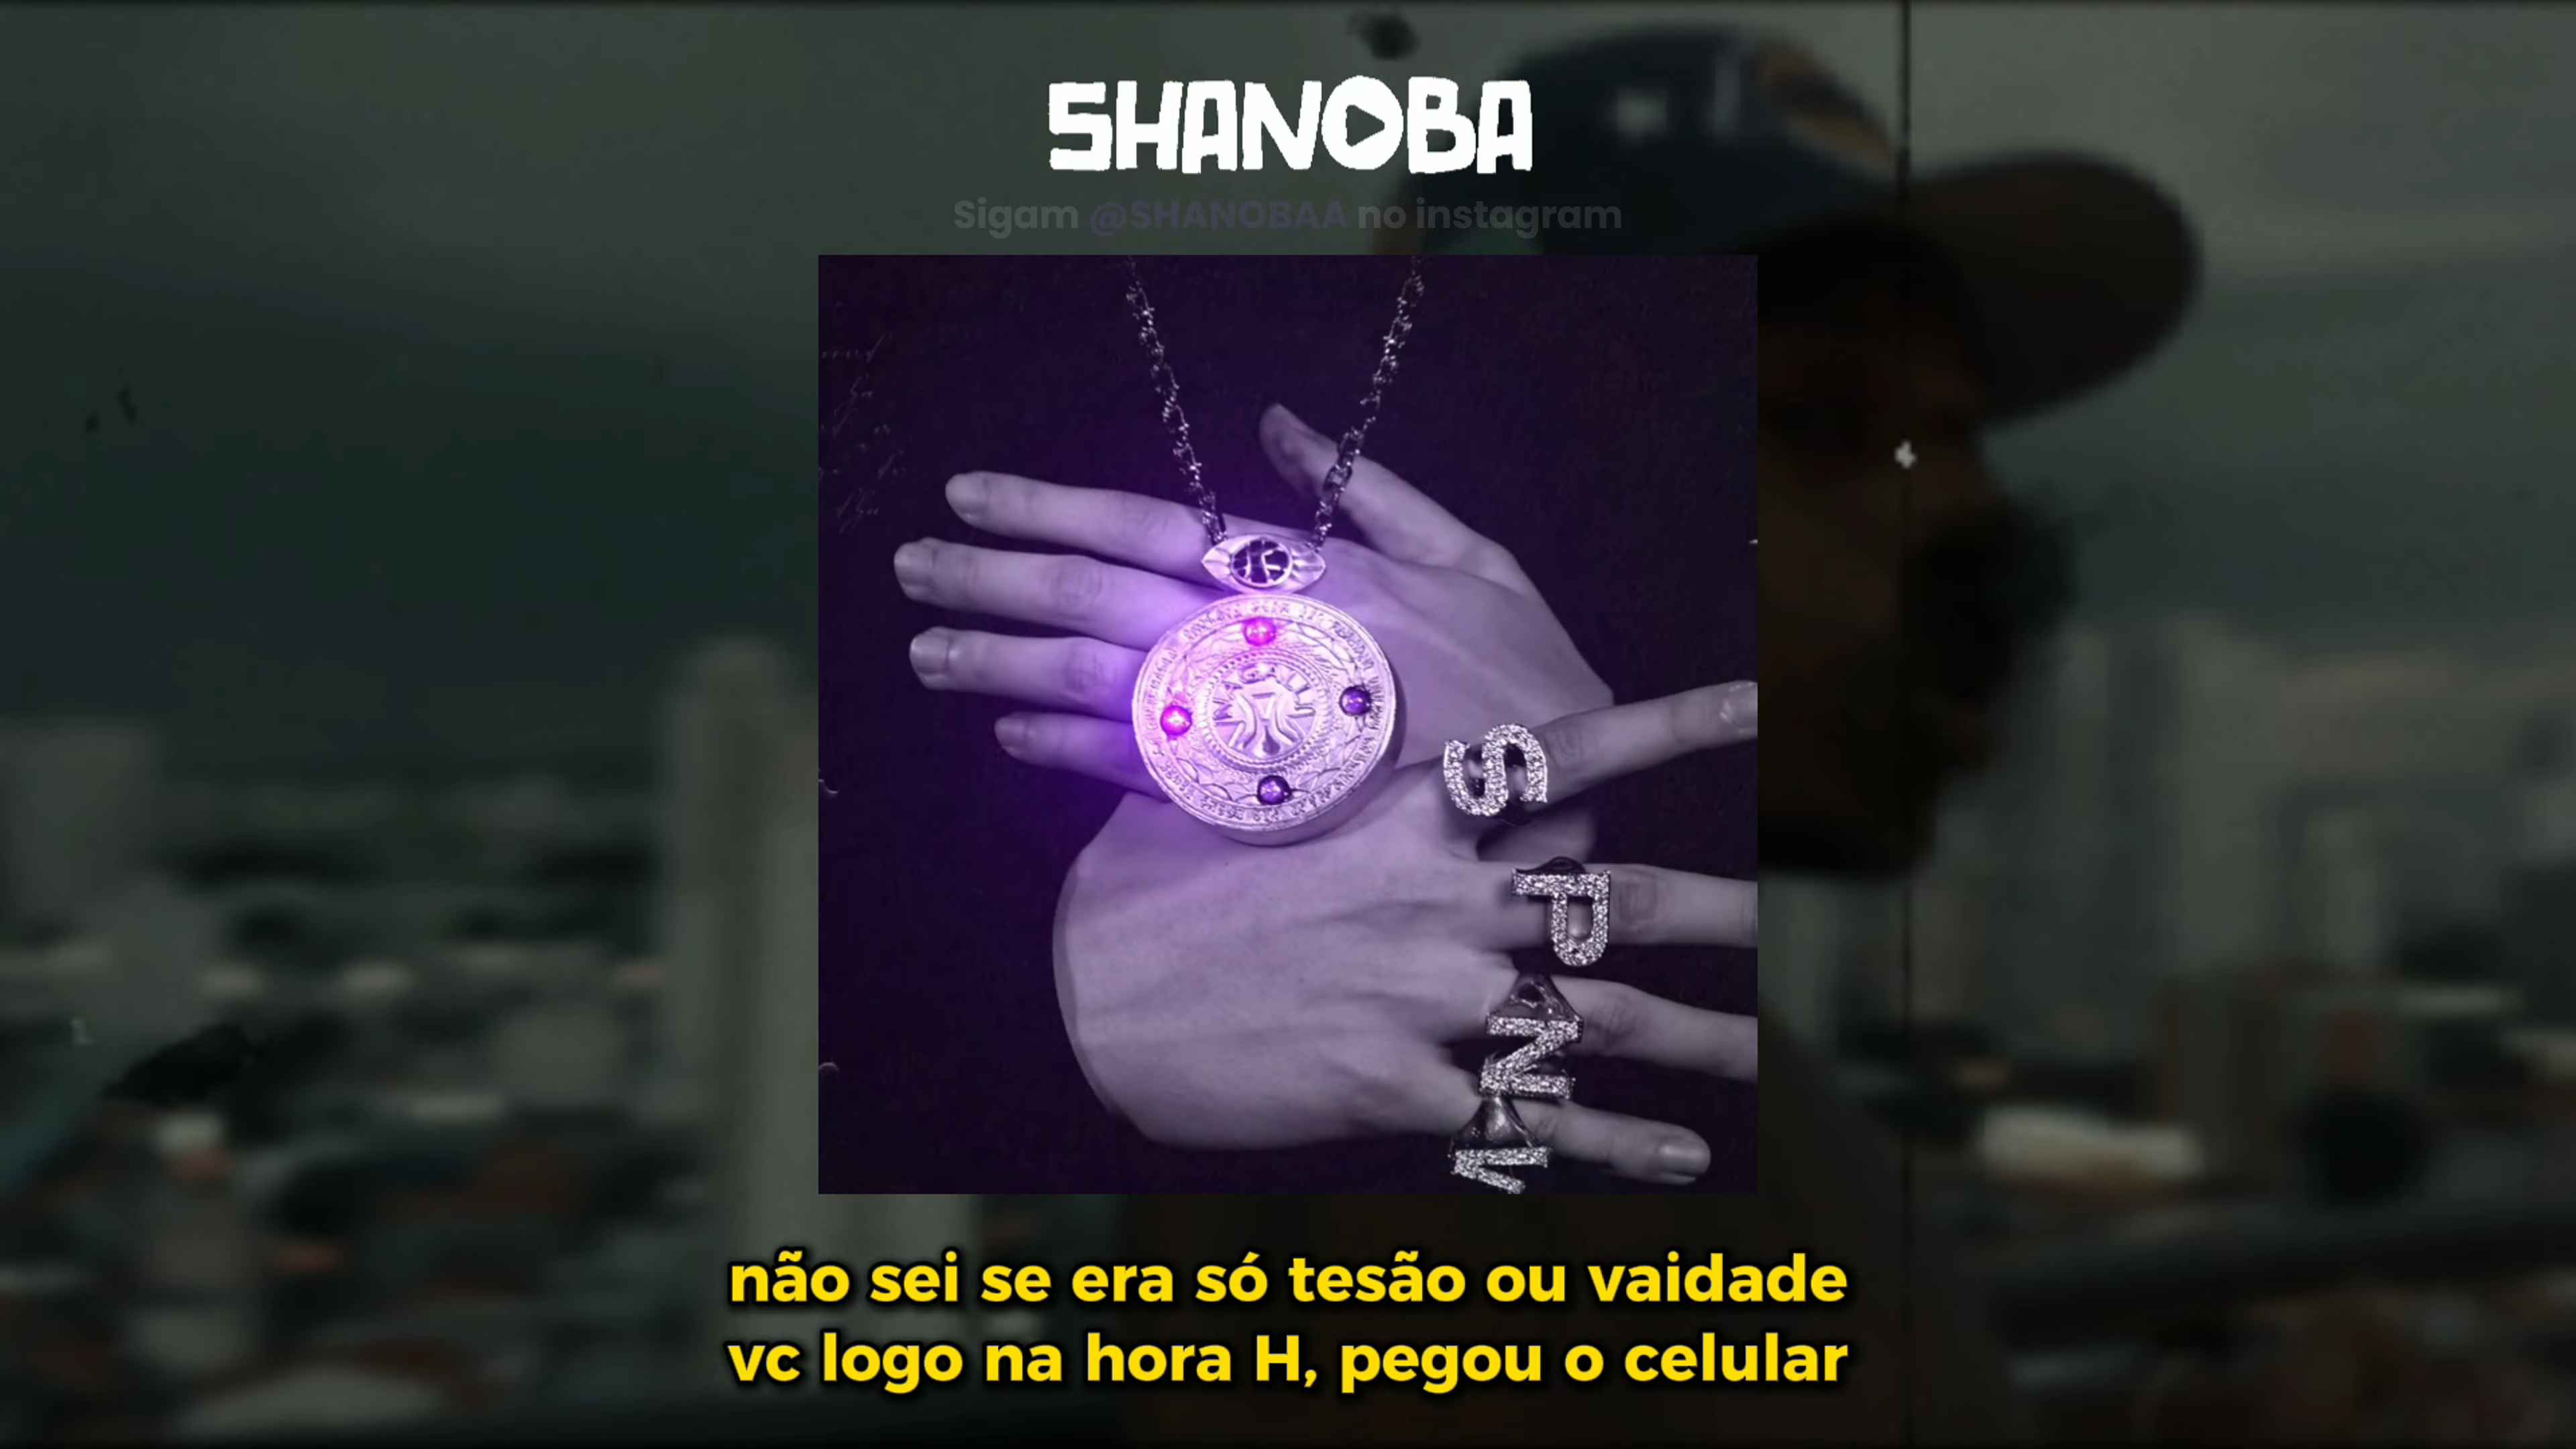 SHANOBA
Sigam @SHANOBAA no instagram
S
P
N
não sei se era só tesão ou vaidade
vc logo na hora H, pegou o celular